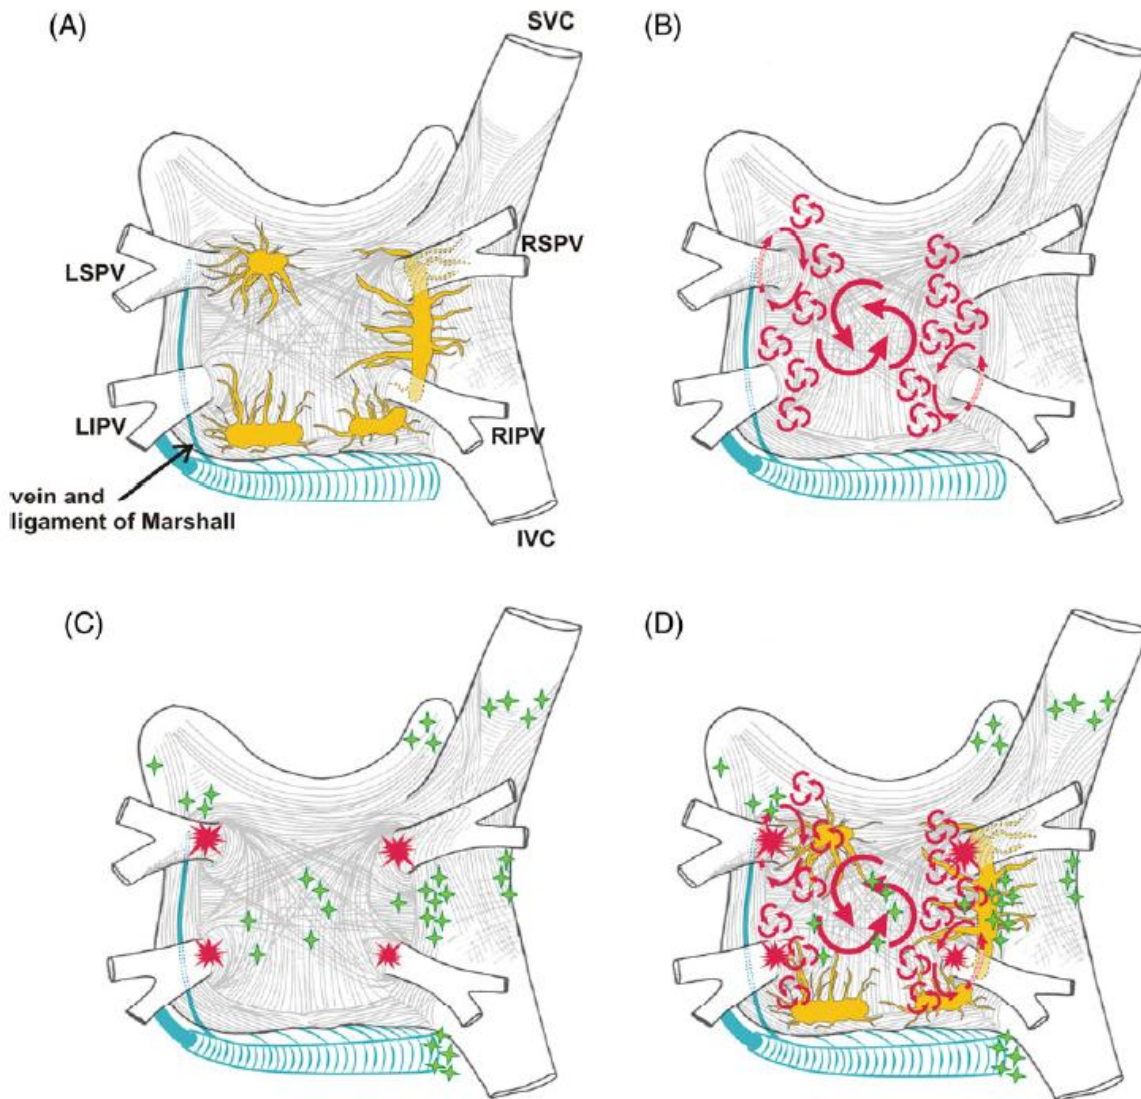 (A)
SVC
(B)
LSPV
RSPV
LIPV
RIPV
vein and
ligament of Marshall
IVC
(C)
(D)